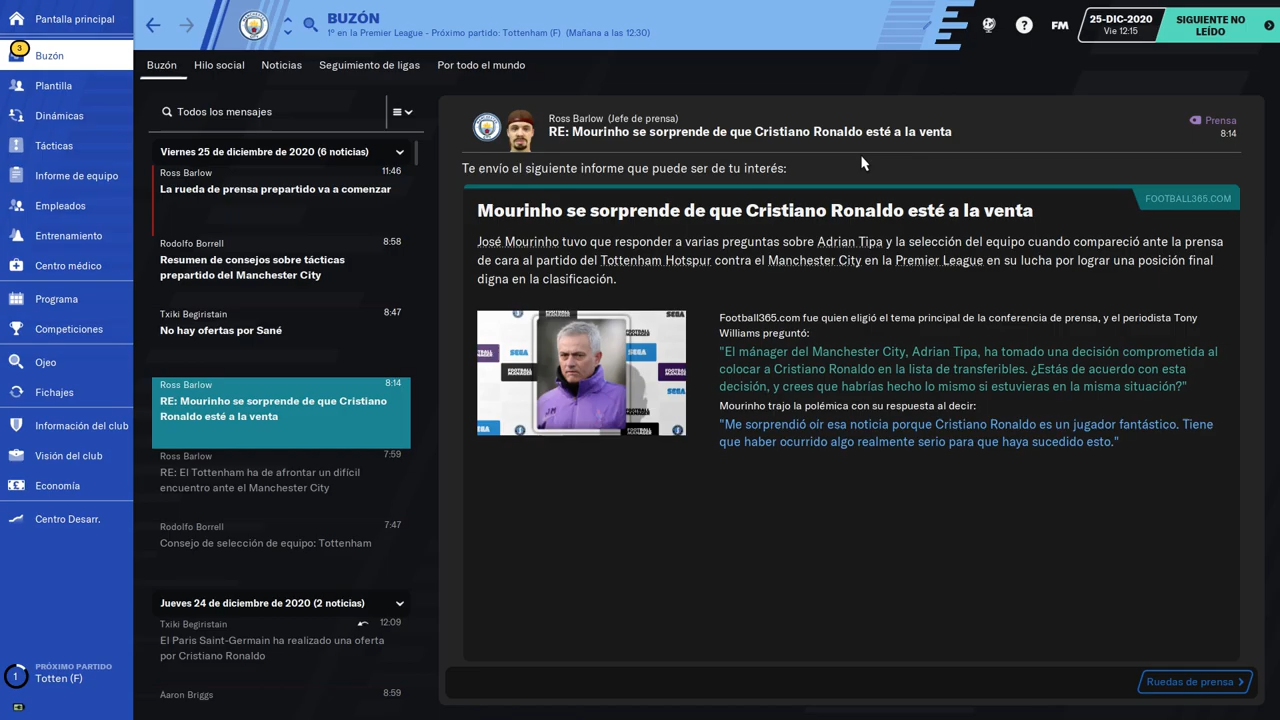 Pantalla principal
3
Buzón
Plantilla
Dinámicas
Tácticas
Informe de equipo
Empleados
Entrenamiento
Centro médico
Programa
Competiciones
Ojeo
Fichajes
Información del club
Visión del club
Economía
Centro Desarr.
PRÓXIMO PARTIDO
1
Totten (F)
BUZÓN
1º en la Premier League - Próximo partido: Tottenham (F) (Mañana a las 12:30)
?
FM
25-DIC-2020
Vie 12:15
SIGUIENTE NO
LEÍDO
Buzón
Hilo social
Noticias
Seguimiento de ligas
Por todo el mundo
Todos los mensajes
Viernes 25 de diciembre de 2020 (6 noticias)
Ross Barlow 11:46
La rueda de prensa prepartido va a comenzar
Rodolfo Borrell 8:58
Resumen de consejos sobre tácticas
prepartido del Manchester City
Txiki Begiristain 8:47
No hay ofertas por Sané
Ross Barlow 8:14
RE: Mourinho se sorprende de que Cristiano
Ronaldo esté a la venta
Ross Barlow 7:59
RE: El Tottenham ha de afrontar un difícil
encuentro ante el Manchester City
Rodolfo Borrell 7:47
Consejo de selección de equipo: Tottenham
Jueves 24 de diciembre de 2020 (2 noticias)
Txiki Begiristain 12:09
El Paris Saint-Germain ha realizado una oferta
por Cristiano Ronaldo
Aaron Briggs 8:59
Ross Barlow (Jefe de prensa)
RE: Mourinho se sorprende de que Cristiano Ronaldo esté a la venta
Prensa
8:14
Te envío el siguiente informe que puede ser de tu interés:
FOOTBALL365.COM
Mourinho se sorprende de que Cristiano Ronaldo esté a la venta
José Mourinho tuvo que responder a varias preguntas sobre Adrian Tipa y la selección del equipo cuando compareció ante la prensa
de cara al partido del Tottenham Hotspur contra el Manchester City en la Premier League en su lucha por lograr una posición final
digna en la clasificación.
SEGA
FOOTBALL MANAGER
JM
Football365.com fue quien eligió el tema principal de la conferencia de prensa, y el periodista Tony
Williams preguntó:
"El mánager del Manchester City, Adrian Tipa, ha tomado una decisión comprometida al
colocar a Cristiano Ronaldo en la lista de transferibles. ¿Estás de acuerdo con esta
decisión, y crees que habrías hecho lo mismo si estuvieras en la misma situación?"
Mourinho trajo la polémica con su respuesta al decir:
"Me sorprendió oír esa noticia porque Cristiano Ronaldo es un jugador fantástico. Tiene
que haber ocurrido algo realmente serio para que haya sucedido esto."
Ruedas de prensa